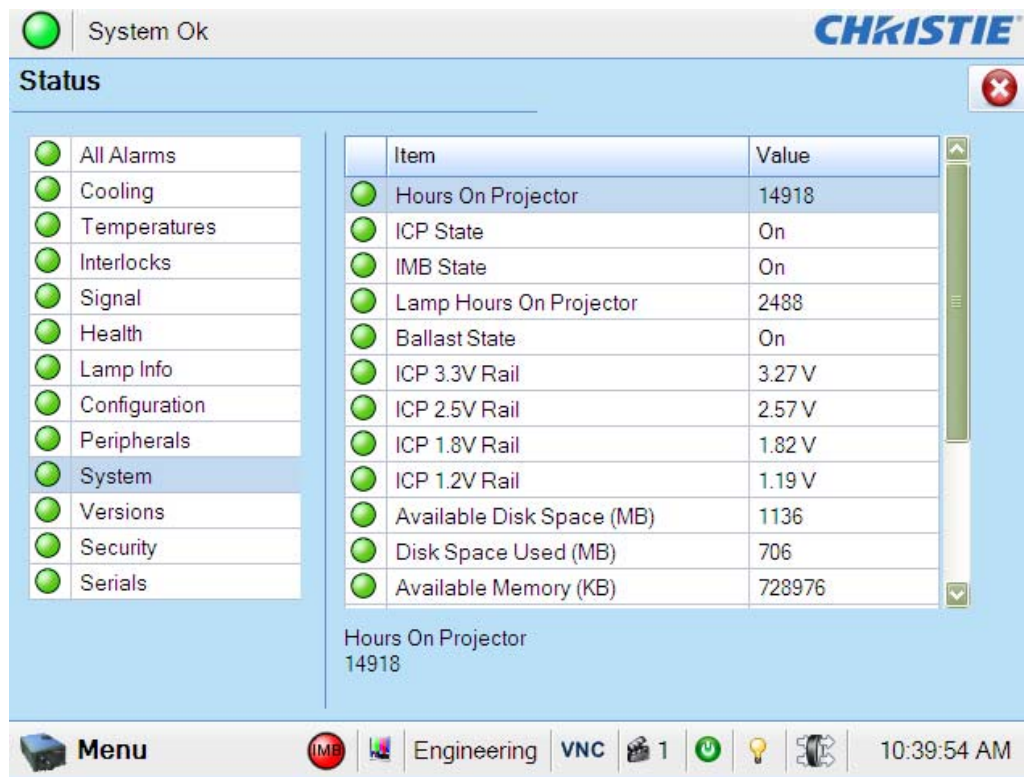 System Ok
CHRISTIE
Status
All Alarms
Cooling
Temperatures
Interlocks
Signal
Health
Lamp Info
Configuration
Peripherals
System
Versions
Security
Serials
Item Value
Hours On Projector 14918
ICP State On
IMB State On
Lamp Hours On Projector 2488
Ballast State On
ICP 3.3V Rail 3.27 V
ICP 2.5V Rail 2.57 V
ICP 1.8V Rail 1.82 V
ICP 1.2V Rail 1.19 V
Available Disk Space (MB) 1136
Disk Space Used (MB) 706
Available Memory (KB) 728976
Hours On Projector
14918
Menu IMB Engineering VNC 1 10:39:54 AM